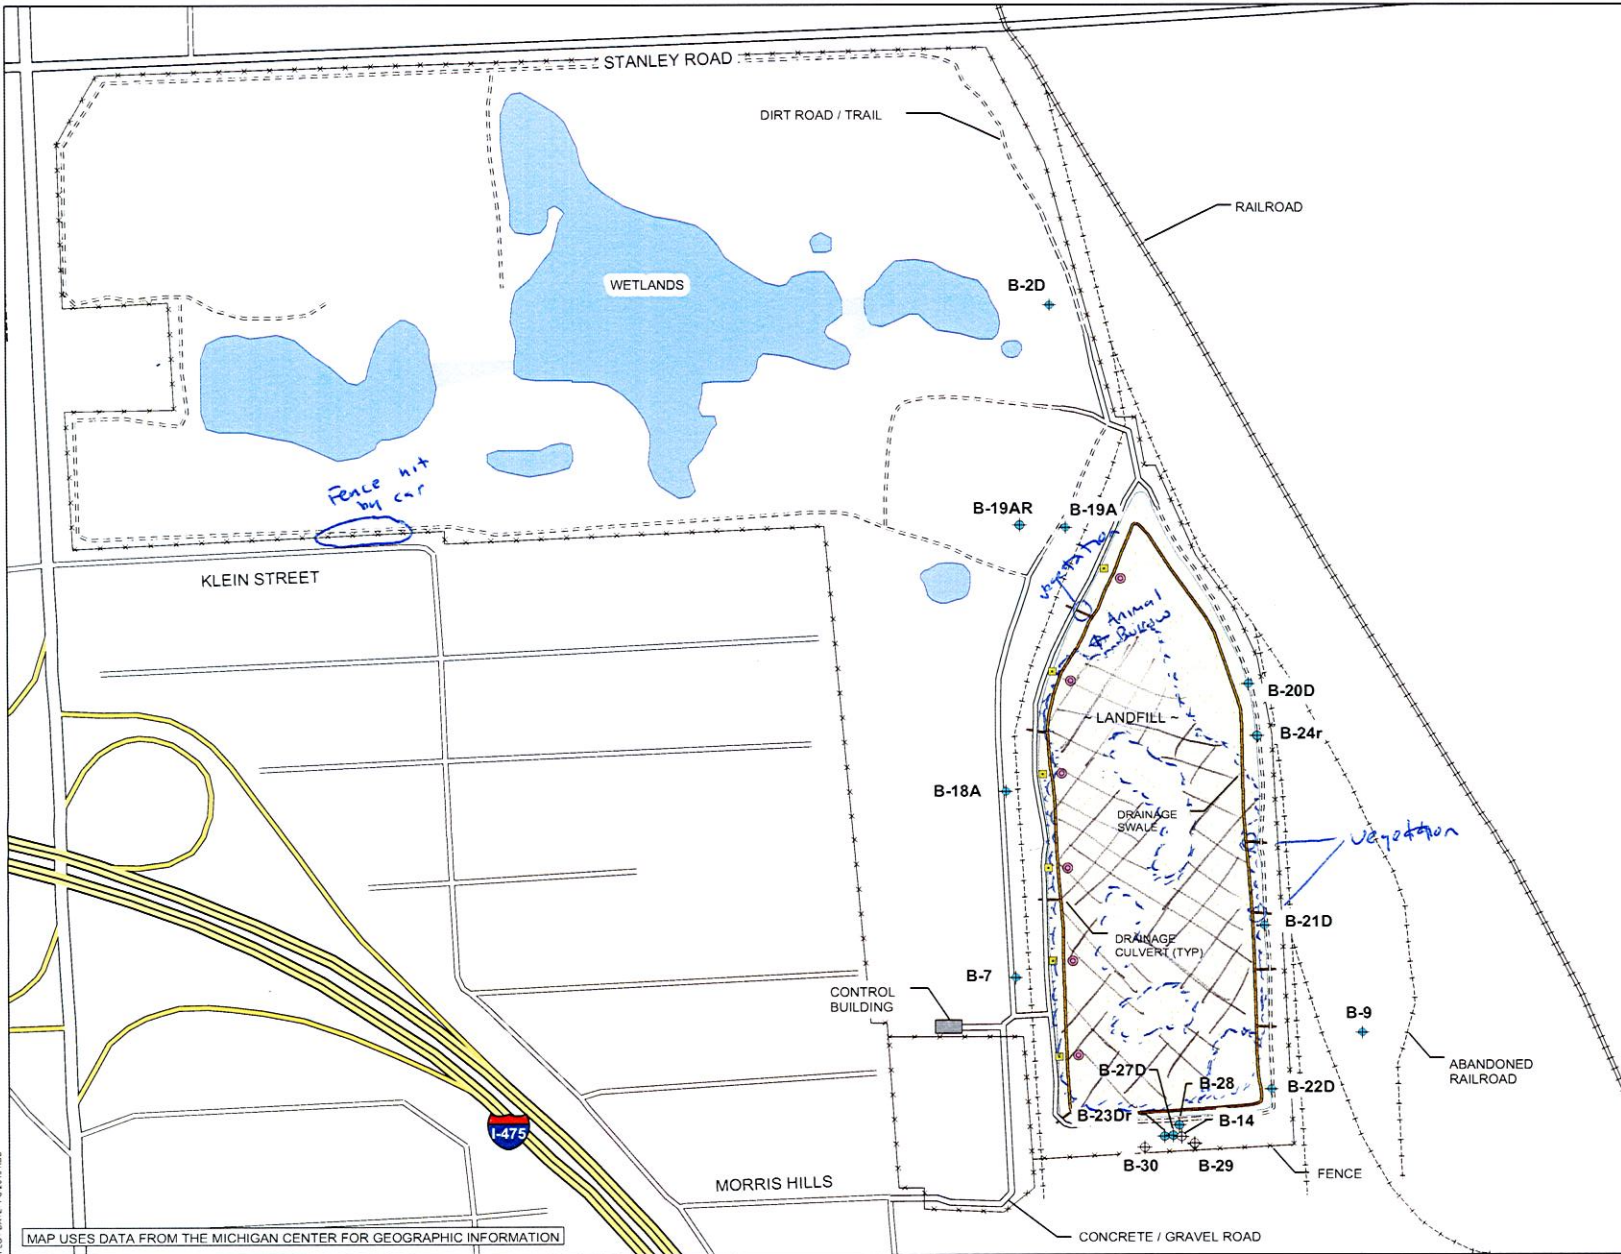 STANLEY ROAD
DIRT ROAD / TRAIL
RAILROAD
WETLANDS
B-2D
Fence hit
by car
B-19AR
B-19A
KLEIN STREET
vegetation
Animal
Burrow
B-20D
~ LANDFILL ~
B-24r
B-18A
DRAINAGE
SWALE
vegetation
B-21D
DRAINAGE
CULVERT (TYP)
B-7
CONTROL
BUILDING
B-9
ABANDONED
RAILROAD
B-27D
B-28
B-22D
B-23Dr
B-14
I-475
B-30
B-29
FENCE
MORRIS HILLS
CONCRETE / GRAVEL ROAD
MAP USES DATA FROM THE MICHIGAN CENTER FOR GEOGRAPHIC INFORMATION